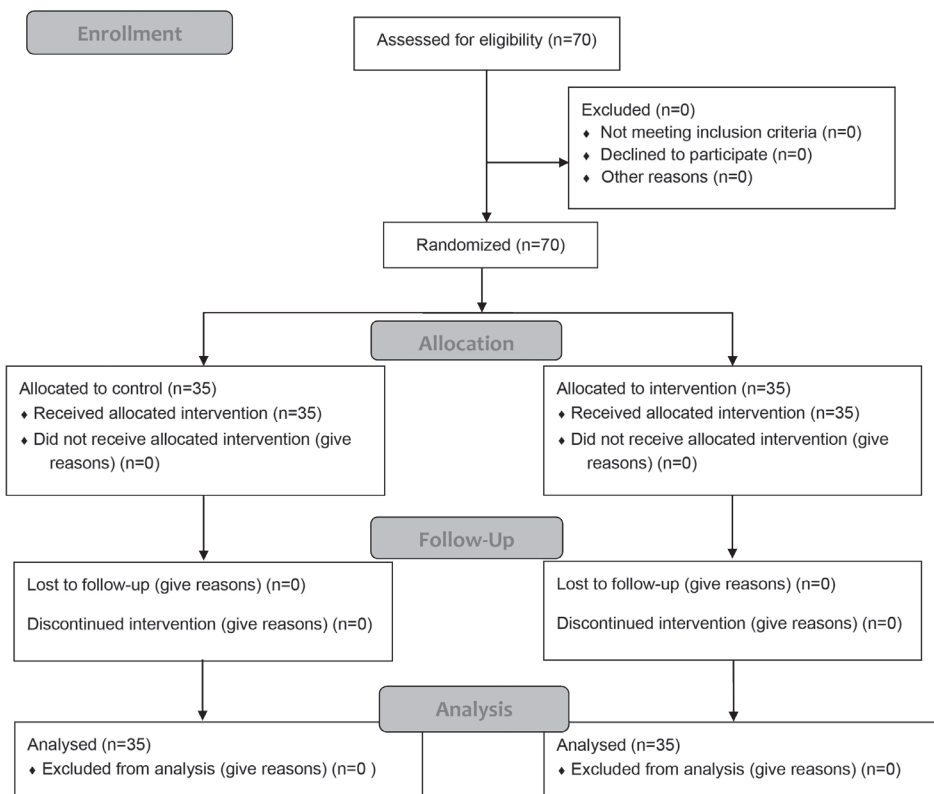 Enrollment
Assessed for eligibility (n=70)
Excluded (n=0)
♦ Not meeting inclusion criteria (n=0)
♦ Declined to participate (n=0)
♦ Other reasons (n=0)
Randomized (n=70)
Allocation
Allocated to control (n=35)
♦ Received allocated intervention (n=35)
♦ Did not receive allocated intervention (give
reasons) (n=0)
Allocated to intervention (n=35)
♦ Received allocated intervention (n=35)
♦ Did not receive allocated intervention (give
reasons) (n=0)
Follow-Up
Lost to follow-up (give reasons) (n=0)
Discontinued intervention (give reasons) (n=0)
Lost to follow-up (give reasons) (n=0)
Discontinued intervention (give reasons) (n=0)
Analysis
Analysed (n=35)
♦ Excluded from analysis (give reasons) (n=0 )
Analysed (n=35)
♦ Excluded from analysis (give reasons) (n=0)